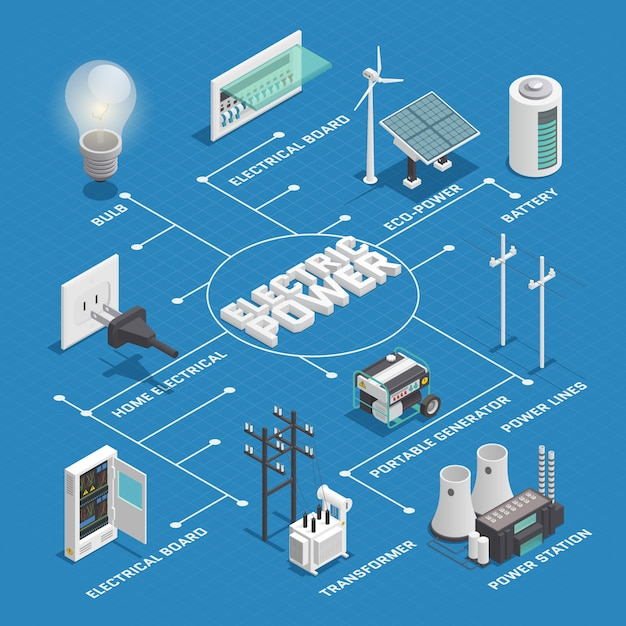 BULB
ELECTRICAL BOARD
ECO-POWER
BATTERY
ELECTRIC
POWER
HOME ELECTRICAL
PORTABLE GENERATOR
POWER LINES
ELECTRICAL BOARD
TRANSFORMER
POWER STATION